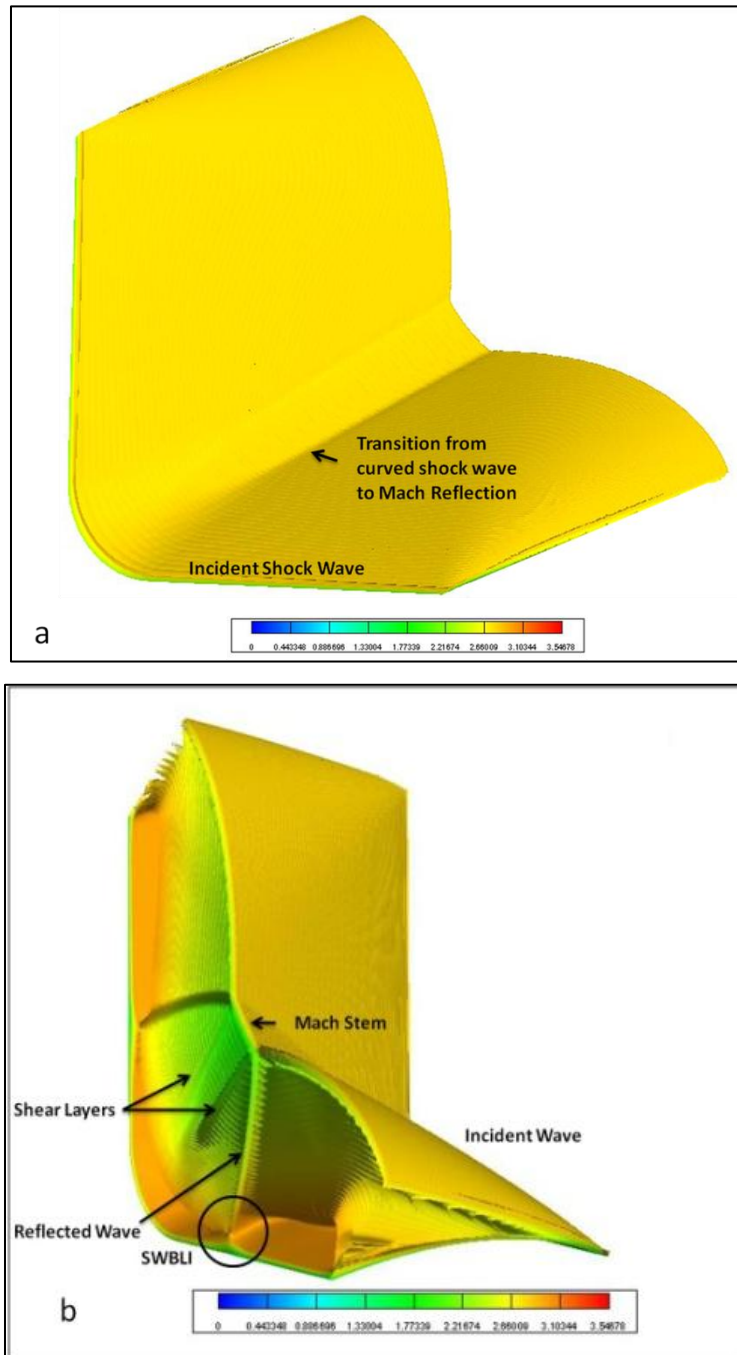 Transition from
curved shock wave
to Mach Reflection
Incident Shock Wave
a
0 0.443348 0.886696 1.33004 1.77339 2.21674 2.66009 3.10344 3.54678
Mach Stem
Shear Layers
Incident Wave
Reflected Wave
SWBLI
b
0 0.443348 0.886696 1.33004 1.77339 2.21674 2.66009 3.10344 3.54678